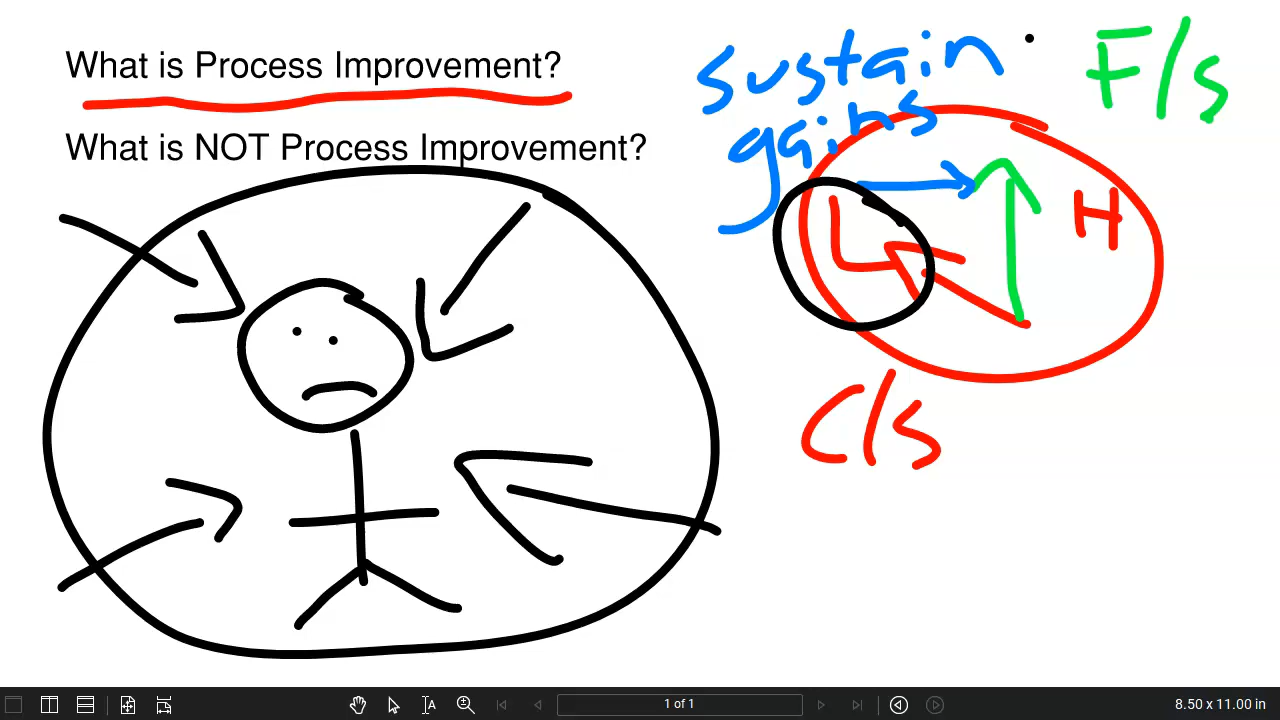 What is Process Improvement?
What is NOT Process Improvement?
sustain
gains
F/s
H
C/s
1 of 1
8.50 x 11.00 in